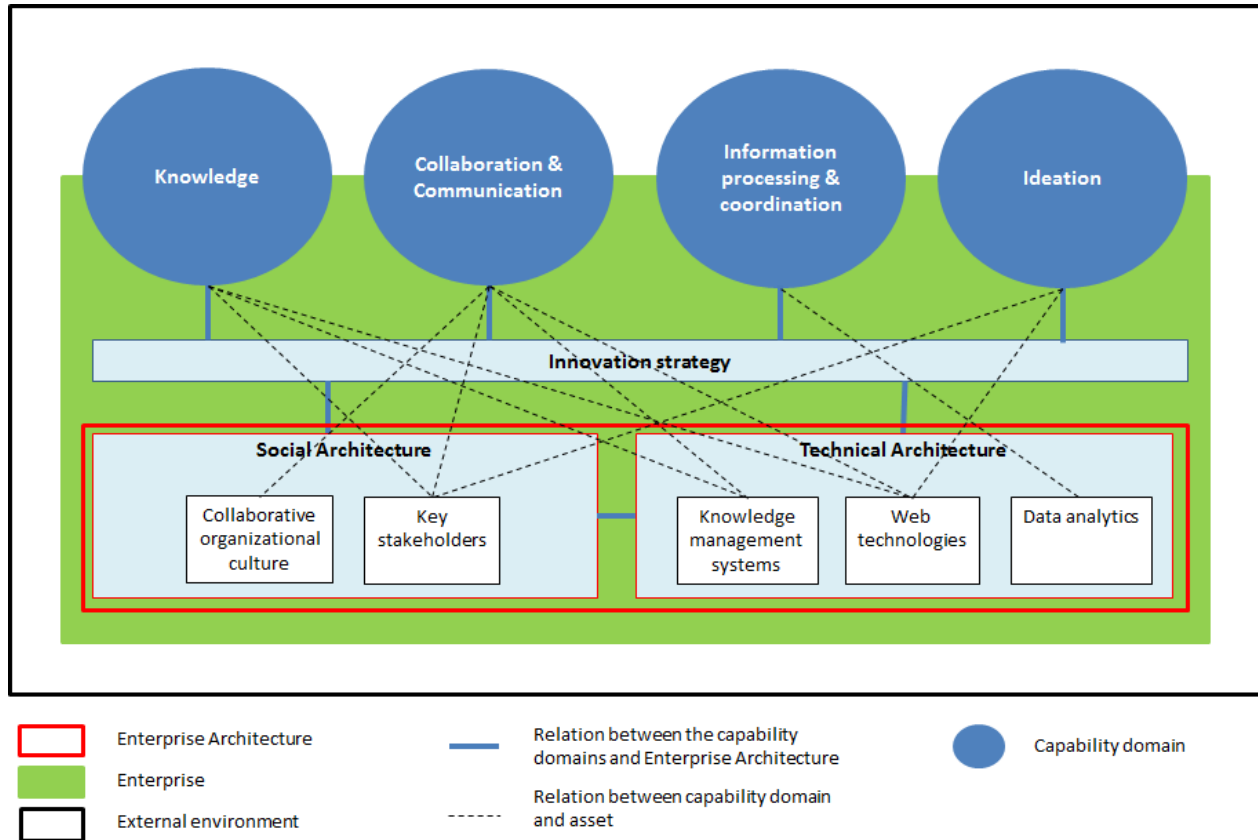 Knowledge
Collaboration &
Communication
Information
processing &
coordination
Ideation
Innovation strategy
Social Architecture
Technical Architecture
Collaborative
organizational
culture
Key
stakeholders
Knowledge
management
systems
Web
technologies
Data analytics
Enterprise Architecture
Enterprise
External environment
Relation between the capability
domains and Enterprise Architecture
Relation between capability domain
and asset
Capability domain